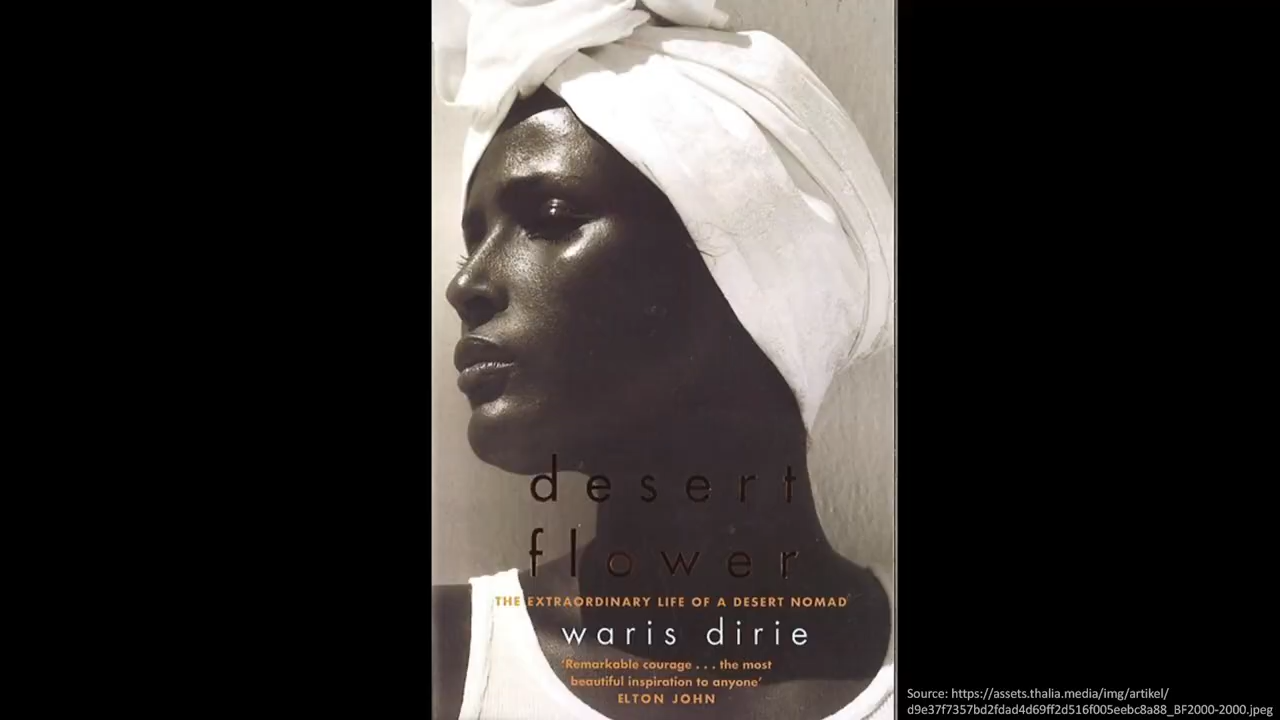 desert
flower
THE EXTRAORDINARY LIFE OF A DESERT NOMAD
waris dirie
'Remarkable courage . . . the most
beautiful inspiration to anyone'
ELTON JOHN
Source: https://assets.thalia.media/img/artikel/
d9e37f7357bd2fdad4d69ff2d516f005eebc8a88_BF2000-2000.jpeg